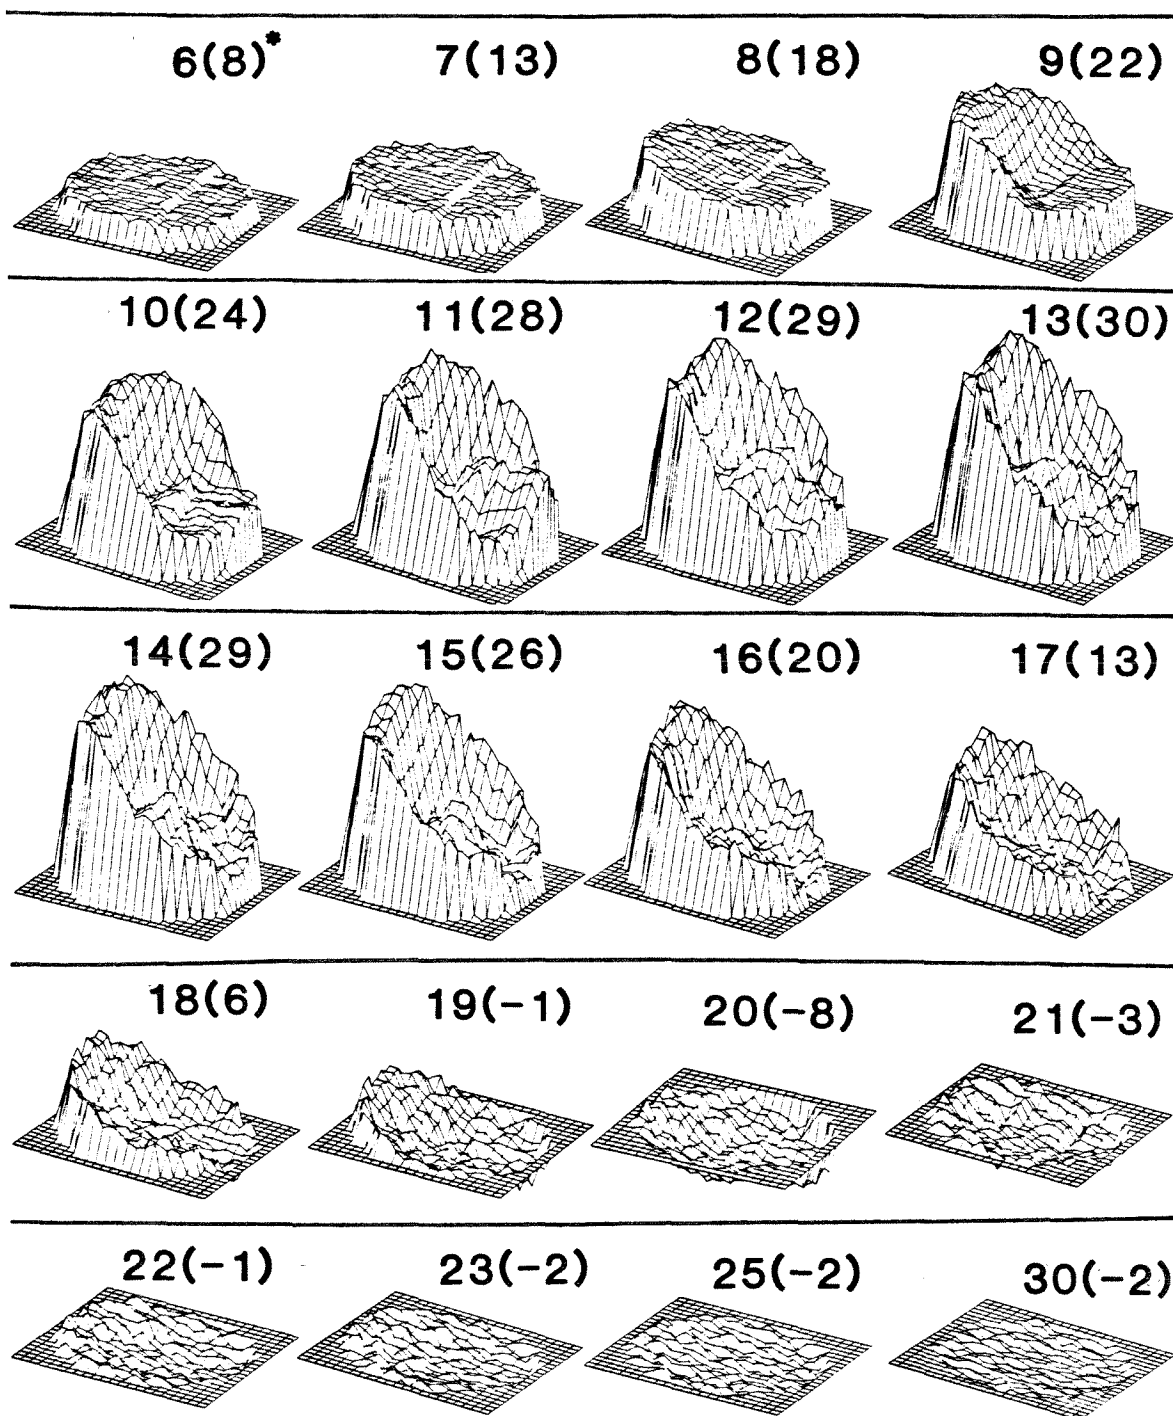 6(8)* 7(13) 8(18) 9(22)
10(24) 11(28) 12(29) 13(30)
14(29) 15(26) 16(20) 17(13)
18(6) 19(-1) 20(-8) 21(-3)
22(-1) 23(-2) 25(-2) 30(-2)